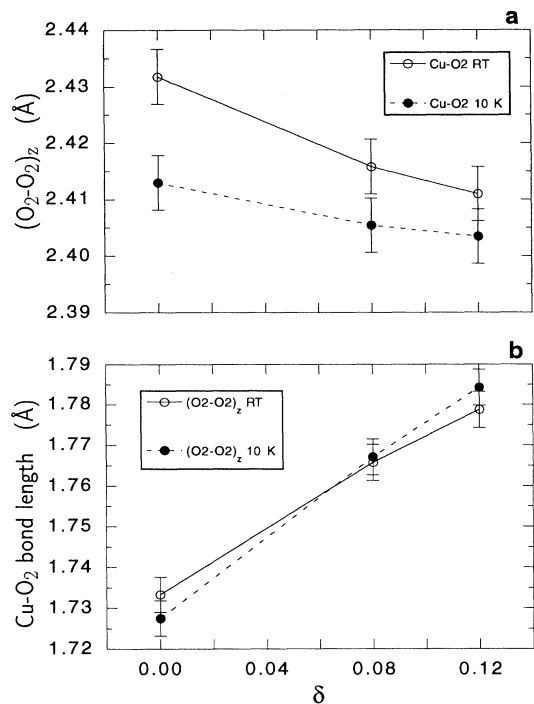 a
2.44
2.43
2.42
2.41
2.40
2.39
(O2-O2)z (Å)
Cu-O2 RT
Cu-O2 10 K
b
1.79
1.78
1.77
1.76
1.75
1.74
1.73
1.72
Cu-O2 bond length (Å)
(O2-O2)z RT
(O2-O2)z 10 K
0.00 0.04 0.08 0.12
δ